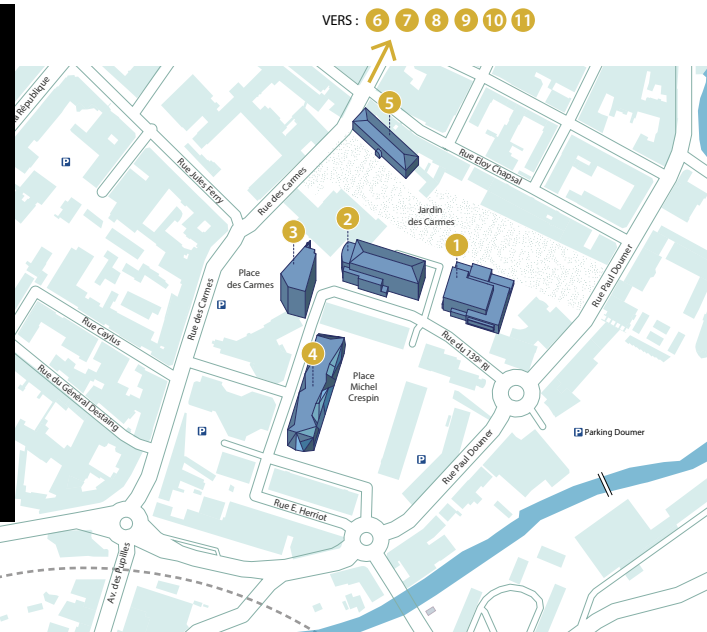 VERS : 6 7 8 9 10 11
5
la République
P
Rue Jules Ferry
Rue des Carmes
Rue Eloy Chapsal
Jardin
des Carmes
2
3
1
Place
des Carmes
P
Rue des Carmes
Rue Paul Doumer
Rue Caylus
Rue du 139e RI
4
Place
Michel
Crespin
Rue du Général Destaing
P
P
P Parking Doumer
Rue Paul Doumer
Rue E. Herriot
Av. des Pupilles